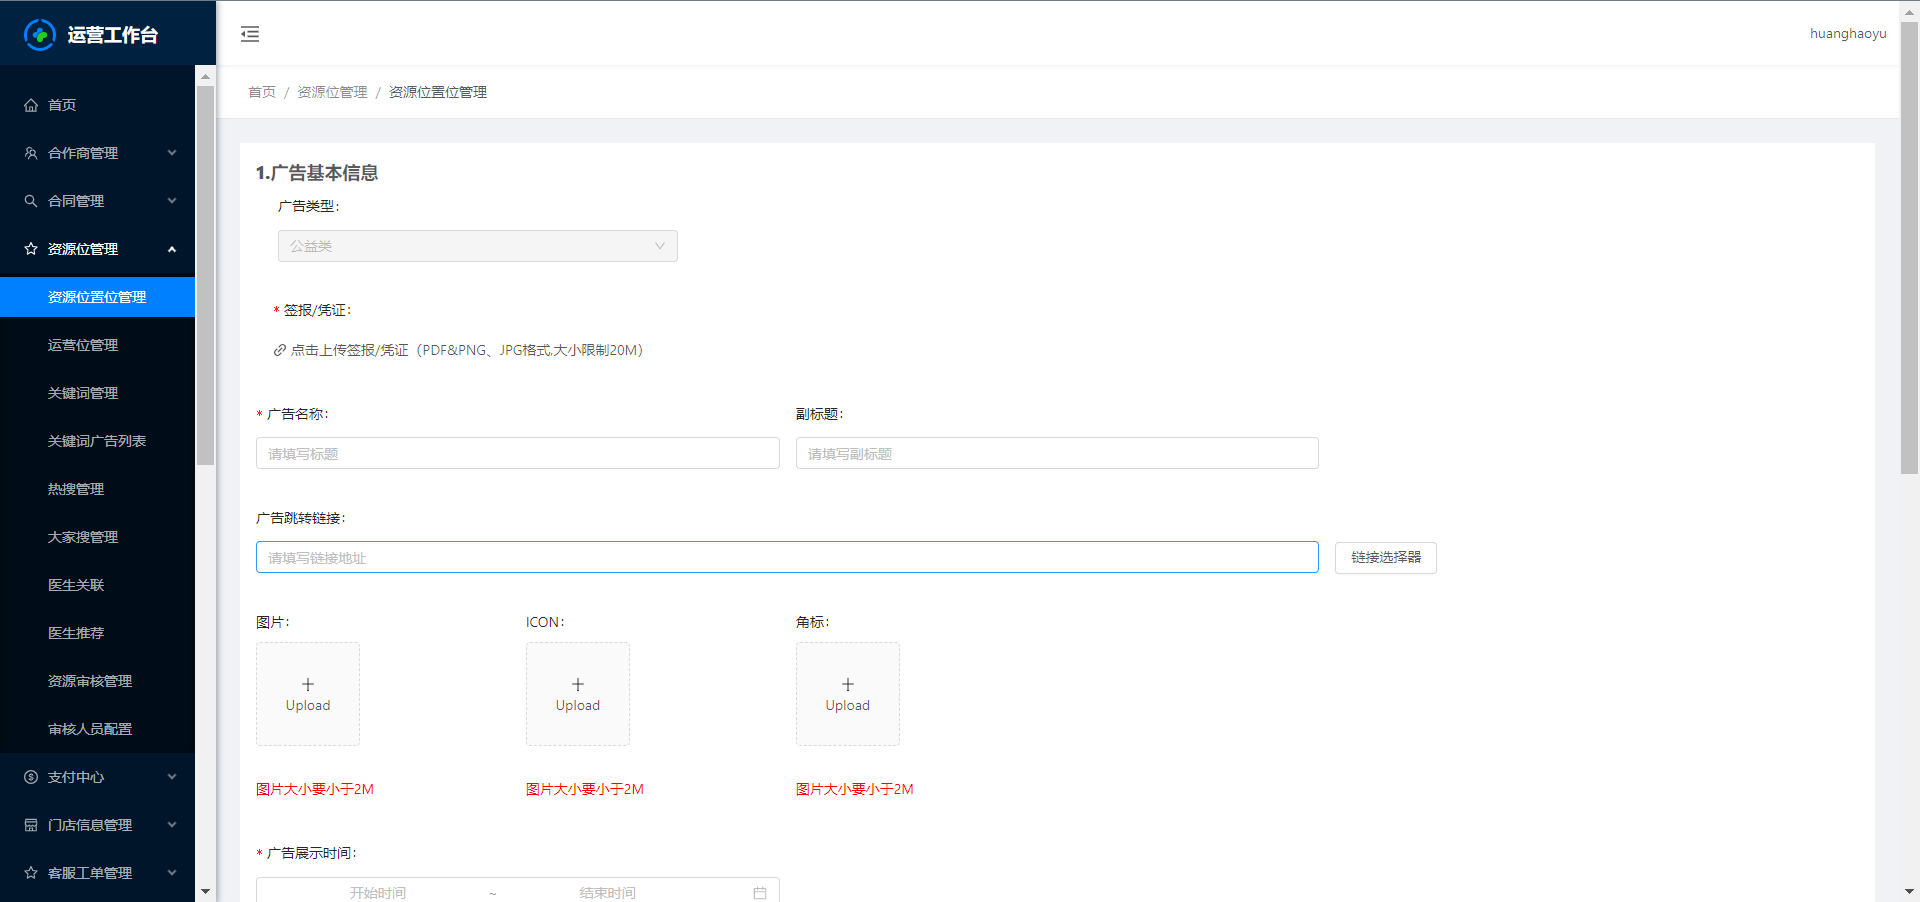 运营工作台
huanghaoyu
首页 / 资源位管理 / 资源位置位管理
首页
合作商管理
合同管理
资源位管理
资源位置位管理
运营位管理
关键词管理
关键词广告列表
热搜管理
大家搜管理
医生关联
医生推荐
资源审核管理
审核人员配置
支付中心
门店信息管理
客服工单管理
1.广告基本信息
广告类型:
公益类
* 签报/凭证:
点击上传签报/凭证（PDF&PNG、JPG格式,大小限制20M）
* 广告名称: 副标题:
请填写标题 请填写副标题
广告跳转链接:
请填写链接地址 链接选择器
图片: ICON: 角标:
Upload Upload Upload
图片大小要小于2M 图片大小要小于2M 图片大小要小于2M
* 广告展示时间:
开始时间 ~ 结束时间